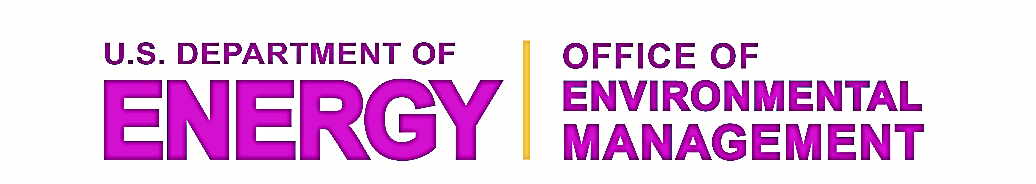 U.S. DEPARTMENT OF
ENERGY
OFFICE OF
ENVIRONMENTAL
MANAGEMENT